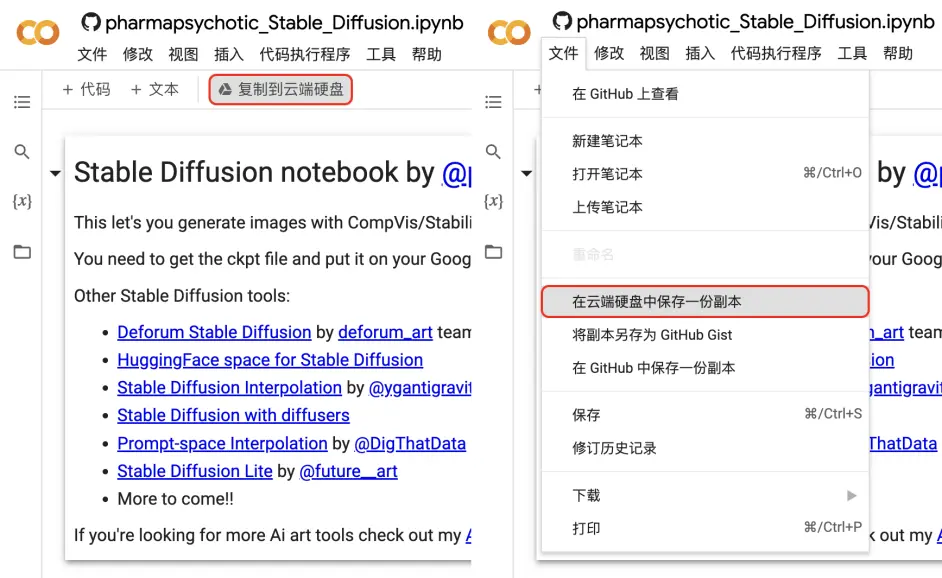 pharmapsychotic_Stable_Diffusion.ipynb
文件 修改 视图 插入 代码执行程序 工具 帮助
+ 代码 + 文本 复制到云端硬盘
{x}
Stable Diffusion notebook by @p
This let's you generate images with CompVis/Stabili
You need to get the ckpt file and put it on your Goog
Other Stable Diffusion tools:
• Deforum Stable Diffusion by deforum_art team
• HuggingFace space for Stable Diffusion
• Stable Diffusion Interpolation by @ygantigravit
• Stable Diffusion with diffusers
• Prompt-space Interpolation by @DigThatData
• Stable Diffusion Lite by @future__art
• More to come!!
If you're looking for more Ai art tools check out my A
pharmapsychotic_Stable_Diffusion.ipynb
文件 修改 视图 插入 代码执行程序 工具 帮助
+
{x}
在 GitHub 上查看
新建笔记本
打开笔记本 ⌘/Ctrl+O
上传笔记本
重命名
在云端硬盘中保存一份副本
将副本另存为 GitHub Gist
在 GitHub 中保存一份副本
保存 ⌘/Ctrl+S
修订历史记录
下载
打印 ⌘/Ctrl+P
by @p
Vis/Stabili
our Goog
n_art team
ion
gantigravit
ThatData
k out my A